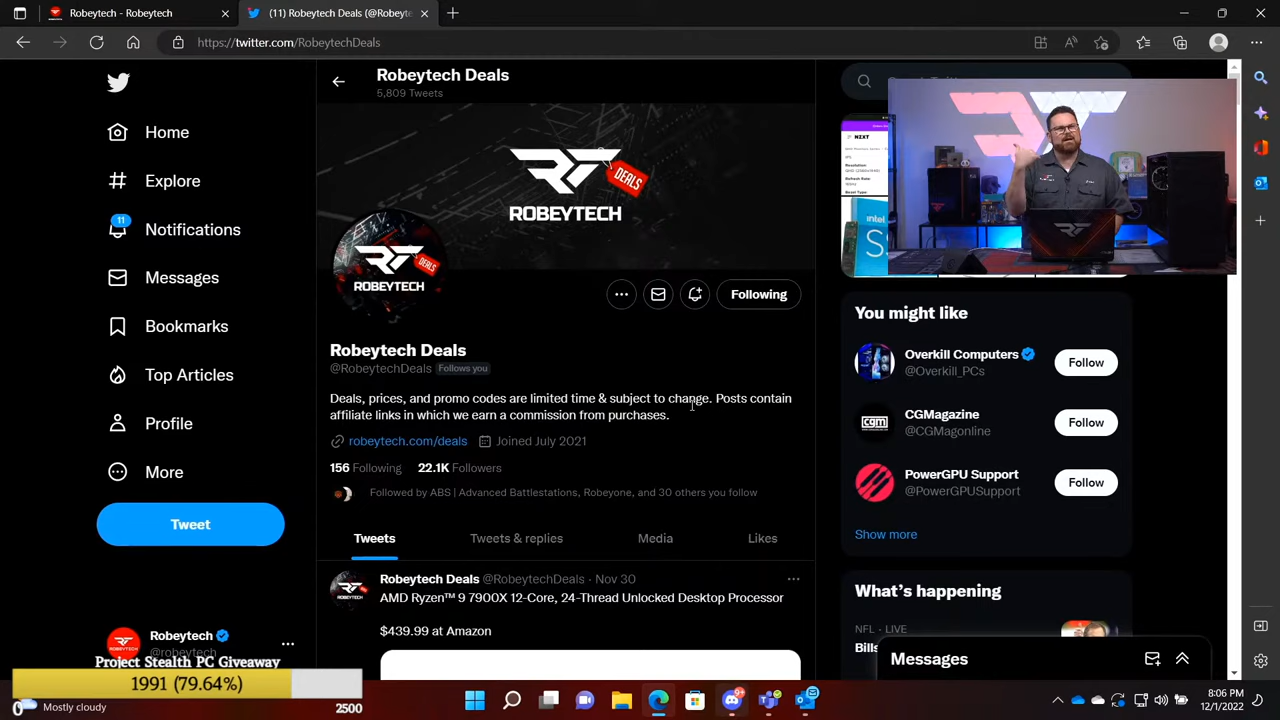 Robeytech - Robeytech
(11) Robeytech Deals (@Robeyte
https://twitter.com/RobeytechDeals
Robeytech Deals
5,809 Tweets
Home
Explore
11
Notifications
Messages
Bookmarks
Top Articles
Profile
More
Tweet
Robeytech
@robeytech
DEALS
ROBEYTECH
DEALS
ROBEYTECH
Following
Robeytech Deals
@RobeytechDeals Follows you
Deals, prices, and promo codes are limited time & subject to change. Posts contain
affiliate links in which we earn a commission from purchases.
robeytech.com/deals Joined July 2021
156 Following 22.1K Followers
Followed by ABS | Advanced Battlestations, Robeyone, and 30 others you follow
Tweets Tweets & replies Media Likes
Robeytech Deals @RobeytechDeals · Nov 30
AMD Ryzen™ 9 7900X 12-Core, 24-Thread Unlocked Desktop Processor
$439.99 at Amazon
NZXT
intel
You might like
Overkill Computers
@Overkill_PCs
Follow
CGMagazine
@CGMagonline
Follow
PowerGPU Support
@PowerGPUSupport
Follow
Show more
What's happening
NFL · LIVE
Bills
Messages
Project Stealth PC Giveaway
1991 (79.64%)
0
2500
Mostly cloudy
8:06 PM
12/1/2022